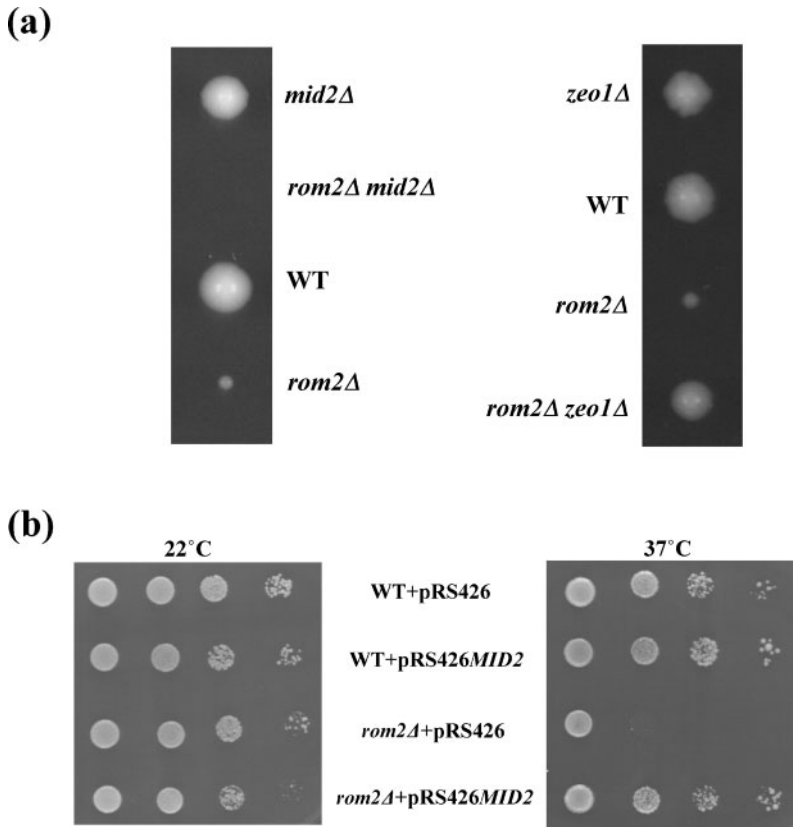 (a)
mid2Δ
rom2Δ mid2Δ
WT
rom2Δ
zeo1Δ
WT
rom2Δ
rom2Δ zeo1Δ
(b)
22˚C
37˚C
WT+pRS426
WT+pRS426MID2
rom2Δ+pRS426
rom2Δ+pRS426MID2